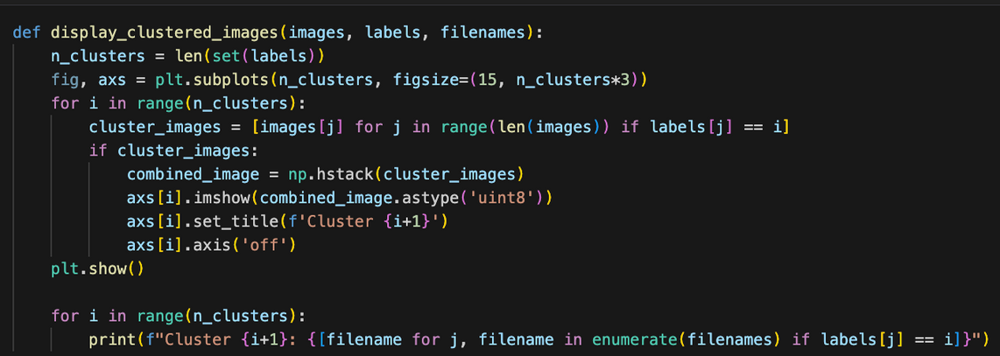 def display_clustered_images(images, labels, filenames):
    n_clusters = len(set(labels))
    fig, axs = plt.subplots(n_clusters, figsize=(15, n_clusters*3))
    for i in range(n_clusters):
        cluster_images = [images[j] for j in range(len(images)) if labels[j] == i]
        if cluster_images:
            combined_image = np.hstack(cluster_images)
            axs[i].imshow(combined_image.astype('uint8'))
            axs[i].set_title(f'Cluster {i+1}')
            axs[i].axis('off')
    plt.show()

    for i in range(n_clusters):
        print(f"Cluster {i+1}: {[filename for j, filename in enumerate(filenames) if labels[j] == i]}")